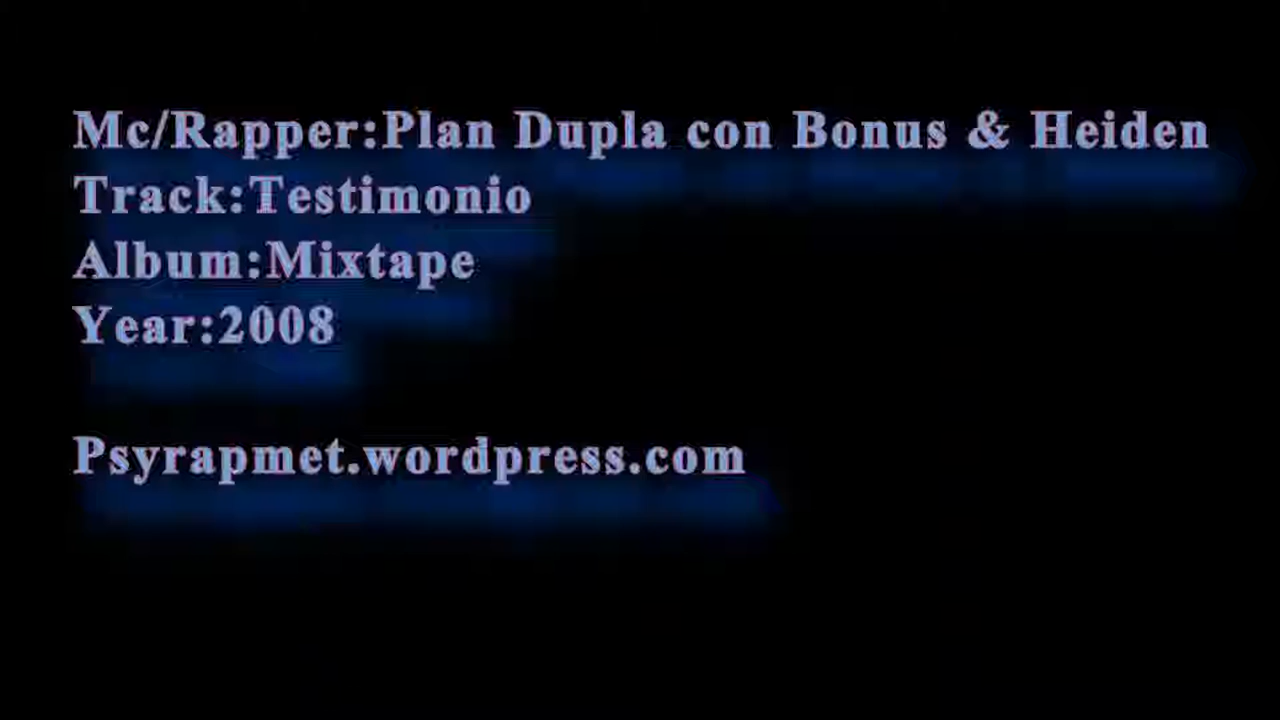 Mc/Rapper:Plan Dupla con Bonus & Heiden
Track:Testimonio
Album:Mixtape
Year:2008
Psyrapmet.wordpress.com